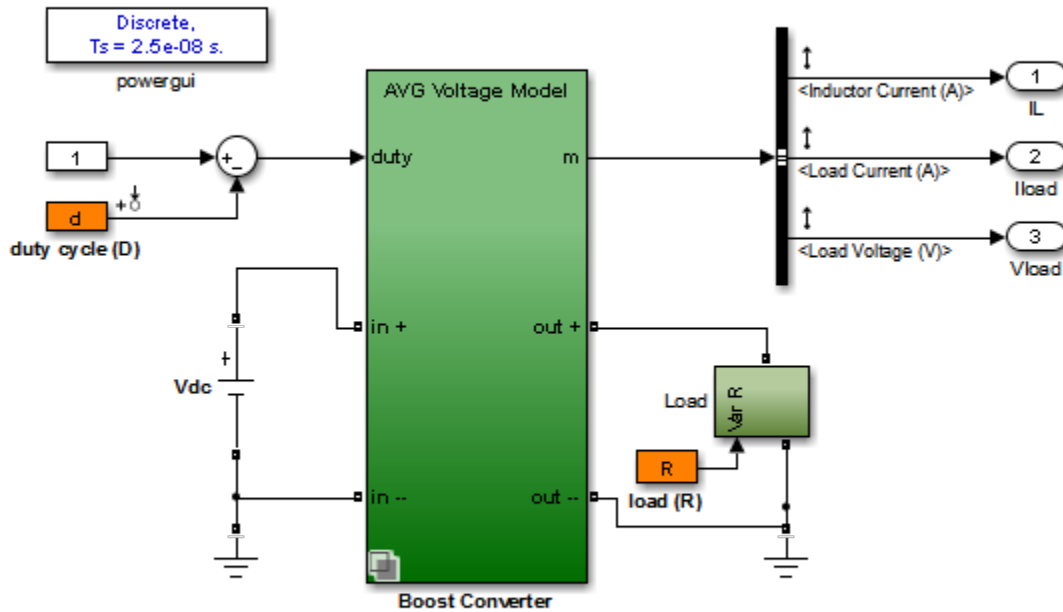 Discrete,
Ts = 2.5e-08 s.
powergui
AVG Voltage Model
1
+
−
duty
m
d
+
duty cycle (D)
<Inductor Current (A)>
1
IL
<Load Current (A)>
2
Iload
<Load Voltage (V)>
3
Vload
in +
out +
+
Vdc
Load
Var R
R
load (R)
in --
out --
Boost Converter